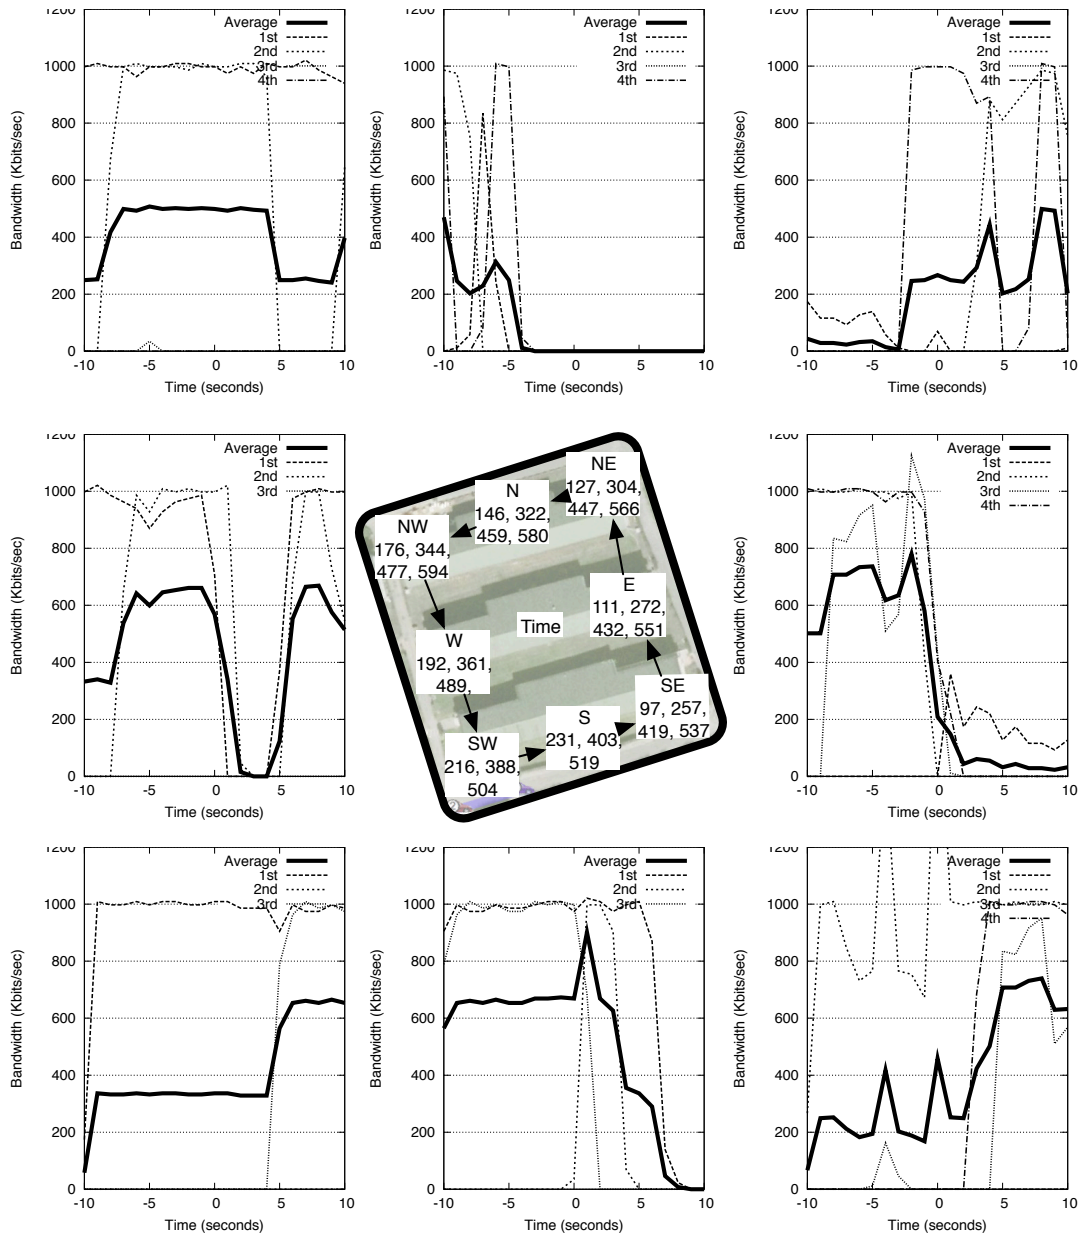 1200
1000
800
600
400
200
0
-10 -5 0 5 10
Bandwidth (Kbits/sec)
Time (seconds)
Average
1st
2nd
3rd
4th
1200
1000
800
600
400
200
0
-10 -5 0 5 10
Bandwidth (Kbits/sec)
Time (seconds)
Average
1st
2nd
3rd
4th
1200
1000
800
600
400
200
0
-10 -5 0 5 10
Bandwidth (Kbits/sec)
Time (seconds)
Average
1st
2nd
3rd
4th
1200
1000
800
600
400
200
0
-10 -5 0 5 10
Bandwidth (Kbits/sec)
Time (seconds)
Average
1st
2nd
3rd
NE
127, 304,
447, 566
N
146, 322,
459, 580
NW
176, 344,
477, 594
E
111, 272,
432, 551
Time
W
192, 361,
489,
SE
97, 257,
419, 537
S
231, 403,
519
SW
216, 388,
504
1200
1000
800
600
400
200
0
-10 -5 0 5 10
Bandwidth (Kbits/sec)
Time (seconds)
Average
1st
2nd
3rd
4th
1200
1000
800
600
400
200
0
-10 -5 0 5 10
Bandwidth (Kbits/sec)
Time (seconds)
Average
1st
2nd
3rd
1200
1000
800
600
400
200
0
-10 -5 0 5 10
Bandwidth (Kbits/sec)
Time (seconds)
Average
1st
2nd
3rd
1200
1000
800
600
400
200
0
-10 -5 0 5 10
Bandwidth (Kbits/sec)
Time (seconds)
Average
1st
2nd
3rd
4th